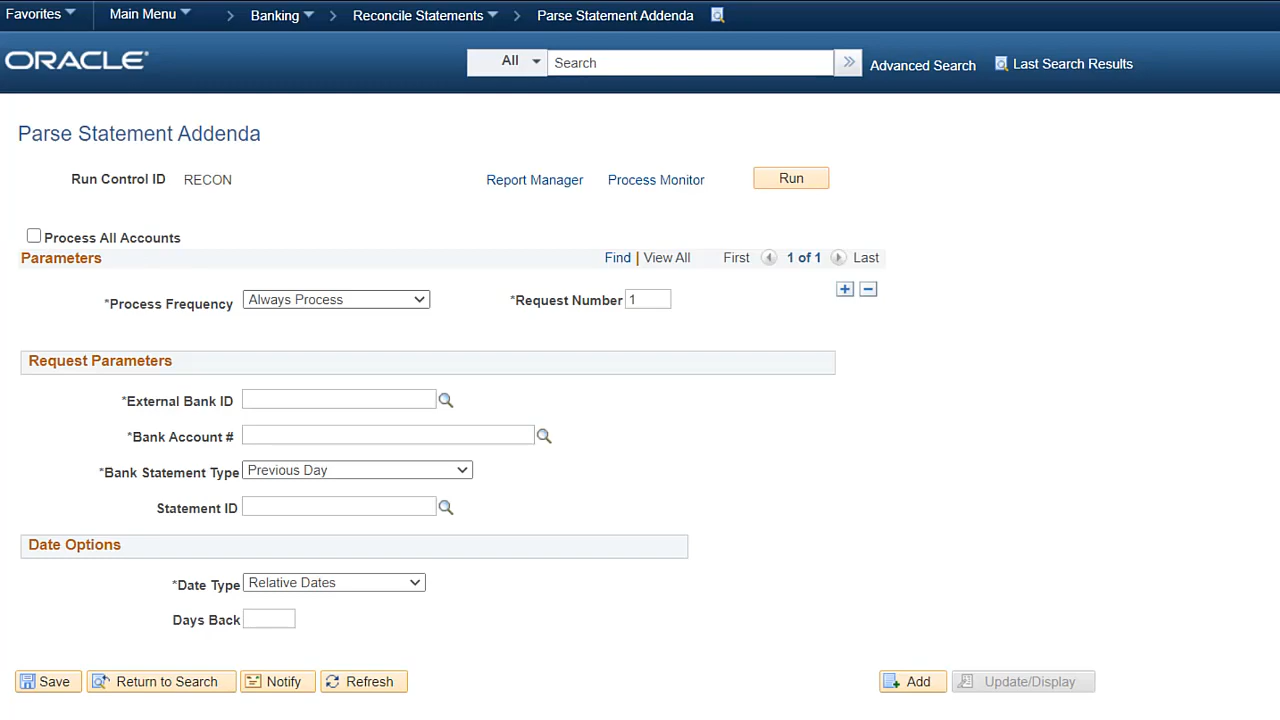 Favorites Main Menu > Banking > Reconcile Statements > Parse Statement Addenda
ORACLE® All Search » Advanced Search Last Search Results
Parse Statement Addenda
Run Control ID RECON Report Manager Process Monitor Run
Process All Accounts
Parameters Find | View All First 1 of 1 Last
*Process Frequency Always Process *Request Number 1
Request Parameters
*External Bank ID
*Bank Account #
*Bank Statement Type Previous Day
Statement ID
Date Options
*Date Type Relative Dates
Days Back
Save Return to Search Notify Refresh Add Update/Display